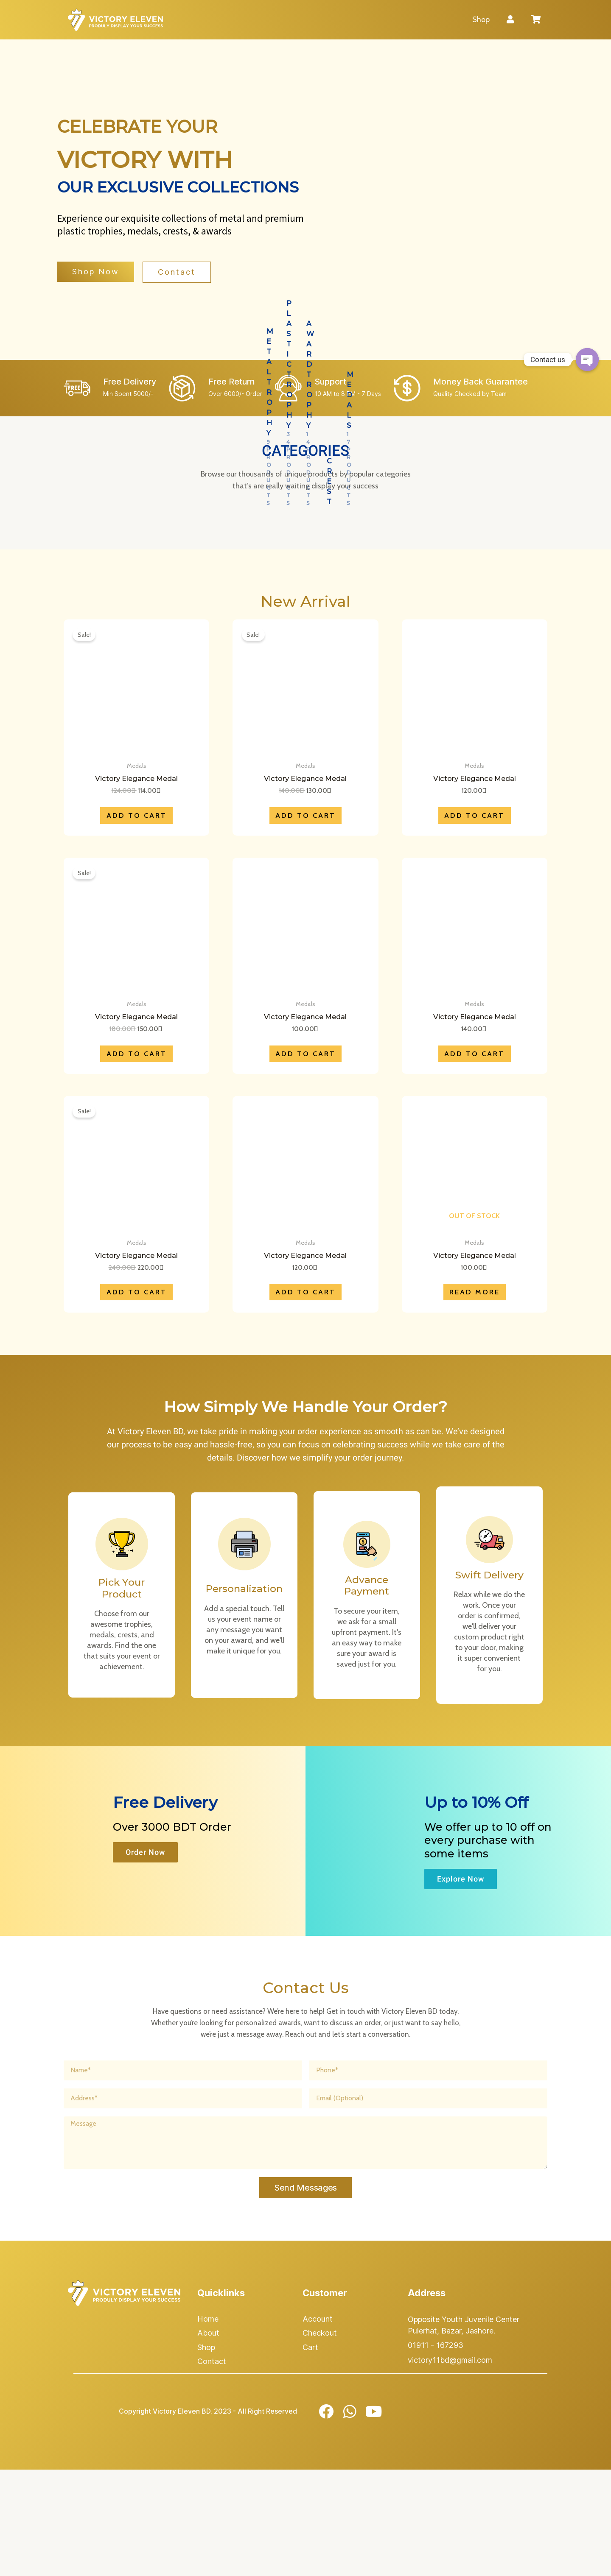 VICTORY ELEVEN
PROUDLY DISPLAY YOUR SUCCESS
Shop
CELEBRATE YOUR
VICTORY WITH
OUR EXCLUSIVE COLLECTIONS
Experience our exquisite collections of metal and premium
plastic trophies, medals, crests, & awards
Shop Now
Contact
Contact us
Free Delivery
Min Spent 5000/-
Free Return
Over 6000/- Order
Support
10 AM to
- 7 Days
Money Back Guarantee
Quality Checked by Team
METAL TROPHY
PLASTIC TROPHY
AWARD TROPHY
CREST
MEDALS
CATEGORIES
Browse our thousands of unique products by popular categories
that's are really waiting display your success
New Arrival
Sale!
Medals
Victory Elegance Medal
124.00 114.00
ADD TO CART
Sale!
Medals
Victory Elegance Medal
140.00 130.00
ADD TO CART
Medals
Victory Elegance Medal
120.00
ADD TO CART
Sale!
Medals
Victory Elegance Medal
180.00 150.00
ADD TO CART
Medals
Victory Elegance Medal
100.00
ADD TO CART
Medals
Victory Elegance Medal
140.00
ADD TO CART
Sale!
Medals
Victory Elegance Medal
240.00 220.00
ADD TO CART
Medals
Victory Elegance Medal
120.00
ADD TO CART
OUT OF STOCK
Medals
Victory Elegance Medal
100.00
READ MORE
How Simply We Handle Your Order?
At Victory Eleven BD, we take pride in making your order experience as smooth as can be. We've designed
our process to be easy and hassle-free, so you can focus on celebrating success while we take care of the
details. Discover how we simplify your order journey.
Pick Your
Product
Choose from our
awesome trophies,
medals, crests, and
awards. Find the one
that suits your event or
achievement.
Personalization
Add a special touch. Tell
us your event name or
any message you want
on your award, and we'll
make it unique for you.
Advance
Payment
To secure your item,
we ask for a small
upfront payment. It's
an easy way to make
sure your award is
saved just for you.
Swift Delivery
Relax while we do the
work. Once your
order is confirmed,
we'll deliver your
custom product right
to your door, making
it super convenient
for you.
Free Delivery
Over 3000 BDT Order
Order Now
Up to 10% Off
We offer up to 10 off on
every purchase with
some items
Explore Now
Contact Us
Have questions or need assistance? We're here to help! Get in touch with Victory Eleven BD today.
Whether you're looking for personalized awards, want to discuss an order, or just want to say hello,
we're just a message away. Reach out and let's start a conversation.
Name*
Phone*
Address*
Email (Optional)
Message
Send Messages
VICTORY ELEVEN
PROUDLY DISPLAY YOUR SUCCESS
Quicklinks
Home
About
Shop
Contact
Customer
Account
Checkout
Cart
Address
Opposite Youth Juvenile Center
Pulerhat, Bazar, Jashore.
01911 - 167293
victory11bd@gmail.com
Copyright Victory Eleven BD. 2023 - All Right Reserved